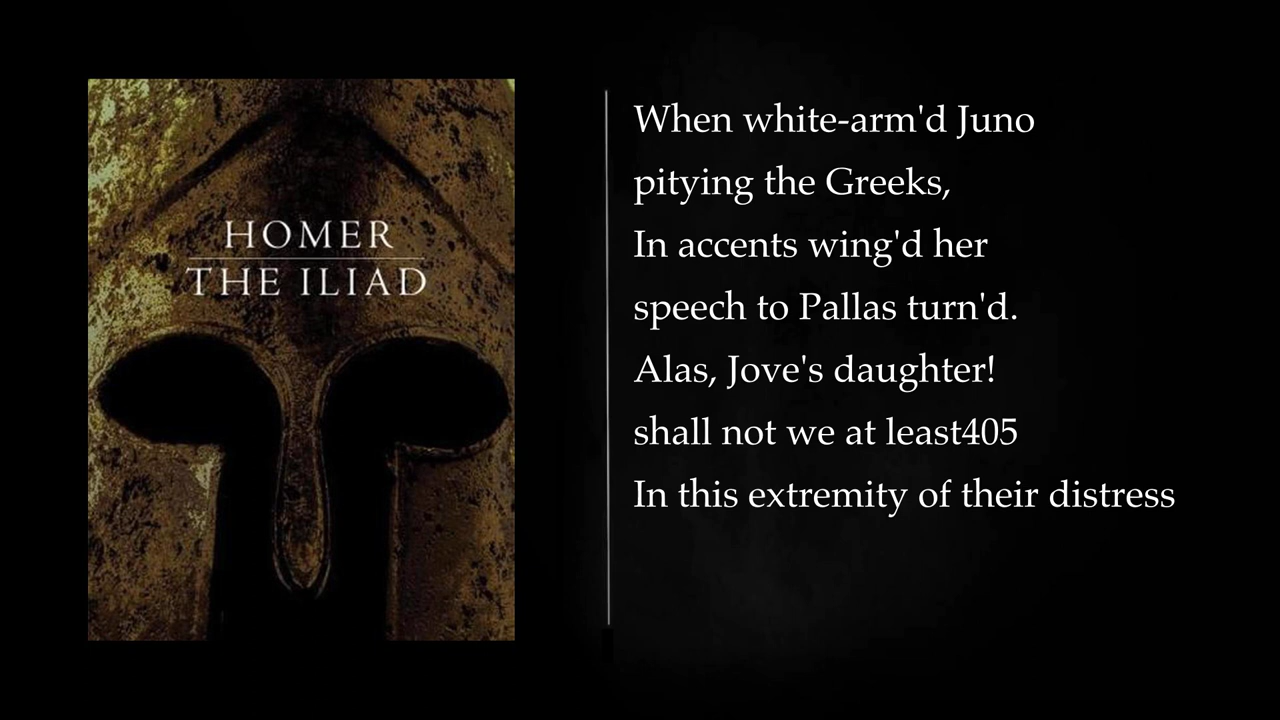 HOMER
THE ILIAD
When white-arm'd Juno
pitying the Greeks,
In accents wing'd her
speech to Pallas turn'd.
Alas, Jove's daughter!
shall not we at least405
In this extremity of their distress